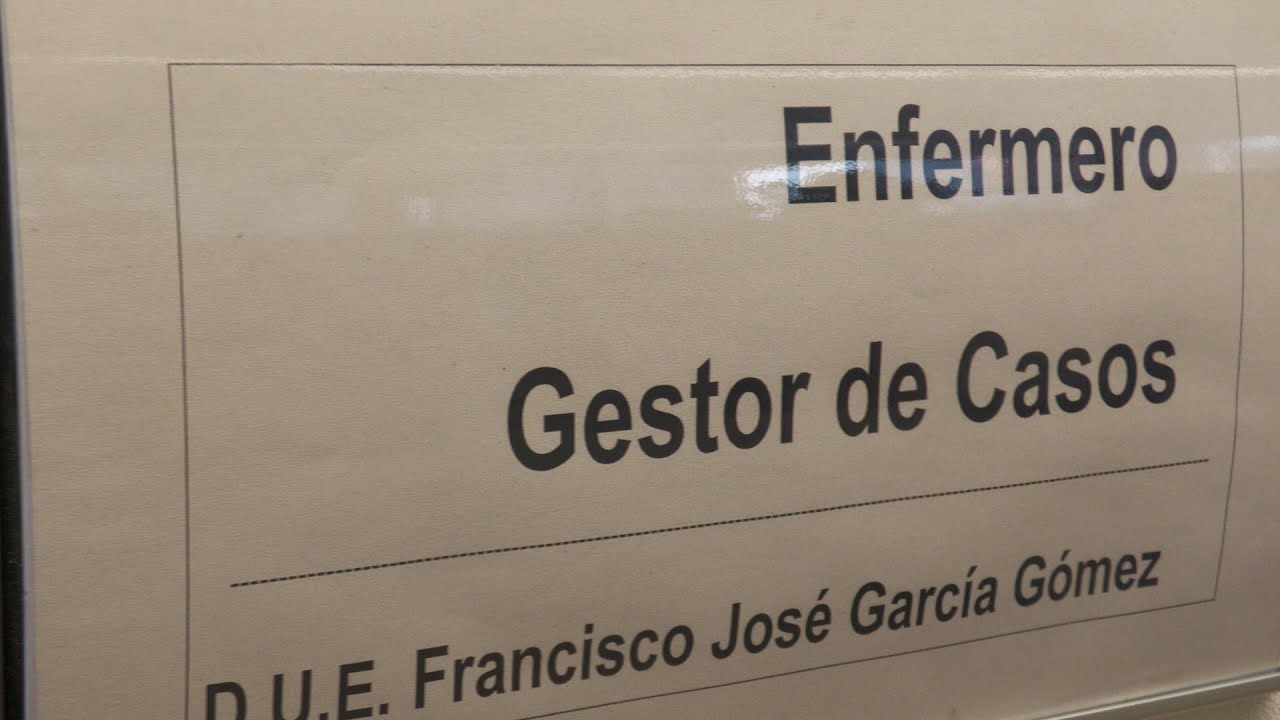 Enfermero
Gestor de Casos
D.U.E. Francisco José García Gómez